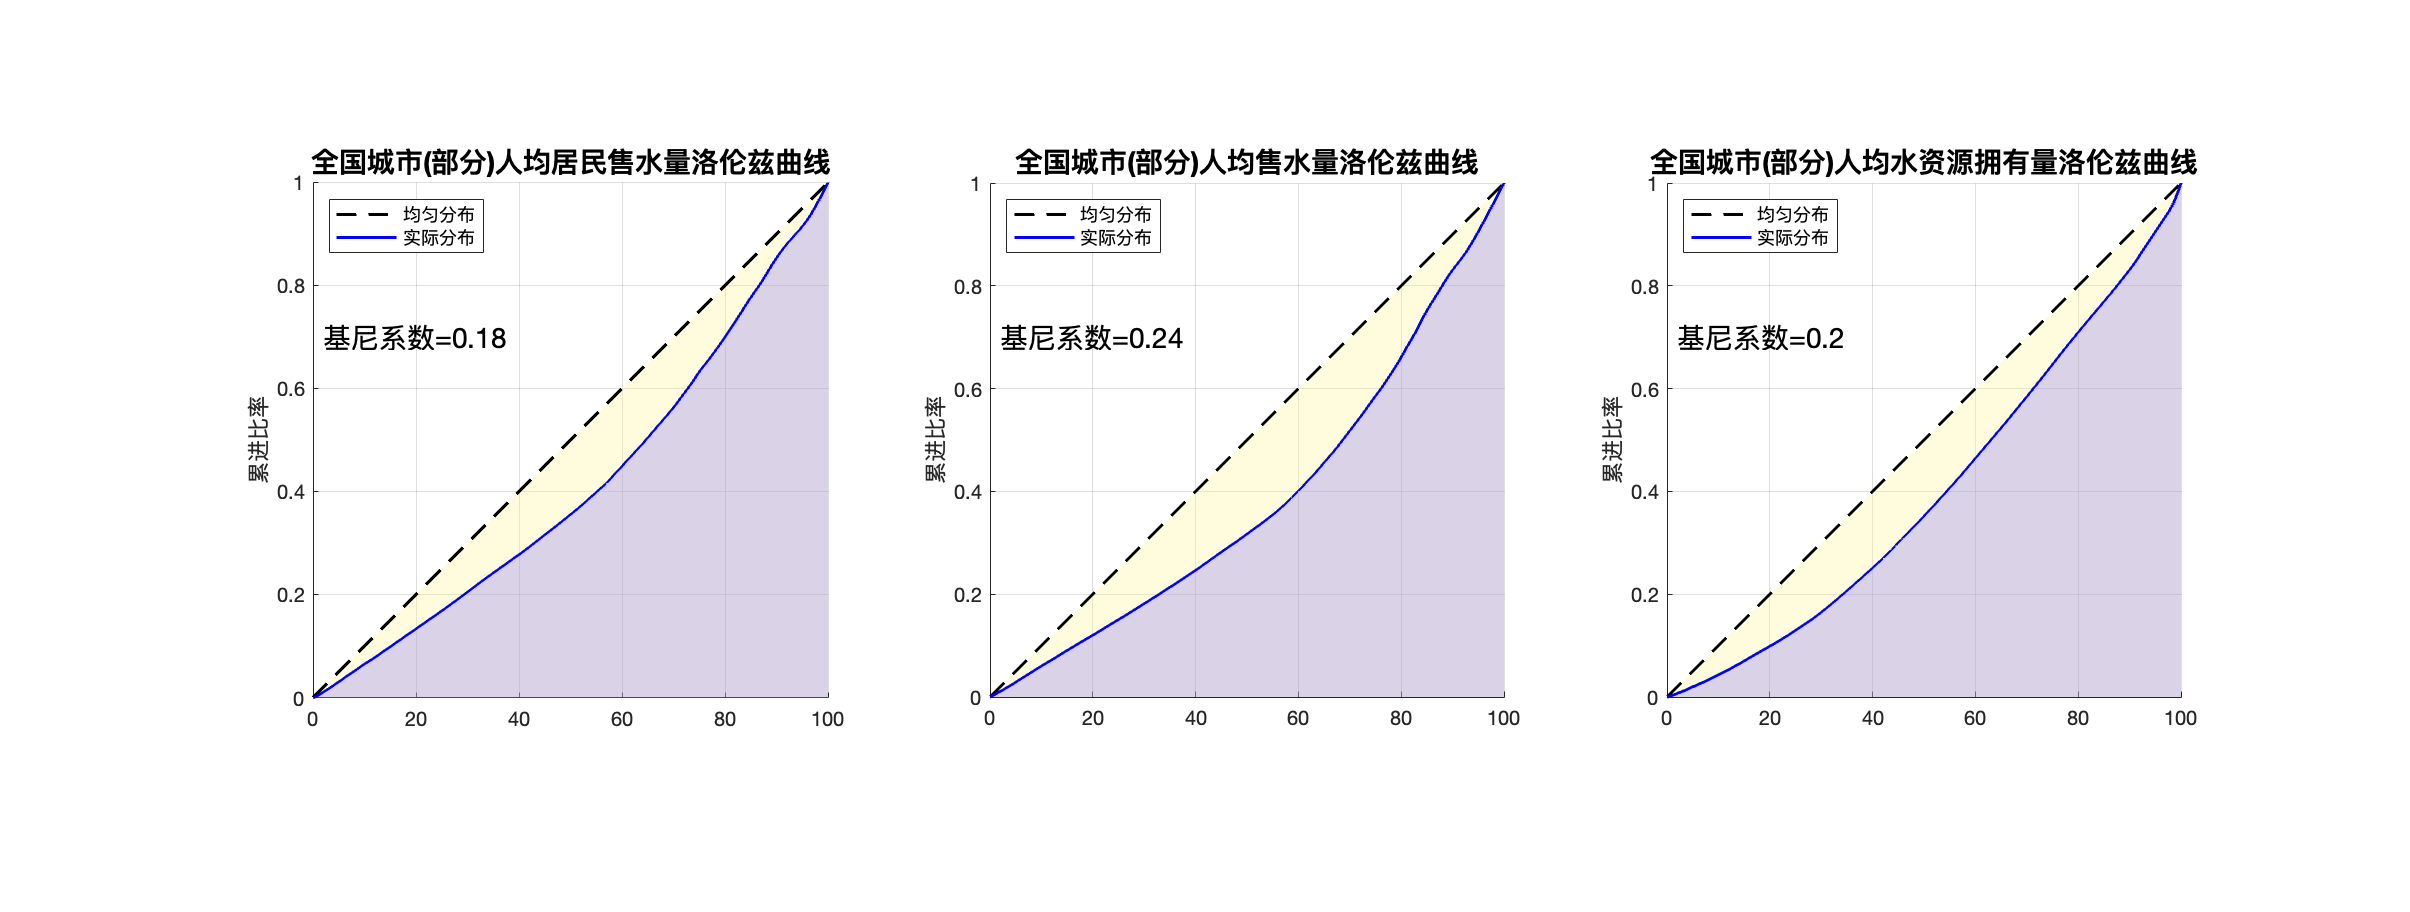 全国城市(部分)人均居民售水量洛伦兹曲线
1
均匀分布
实际分布
0.8
基尼系数=0.18
0.6
累进比率
0.4
0.2
0
0 20 40 60 80 100
全国城市(部分)人均售水量洛伦兹曲线
1
均匀分布
实际分布
0.8
基尼系数=0.24
0.6
累进比率
0.4
0.2
0
0 20 40 60 80 100
全国城市(部分)人均水资源拥有量洛伦兹曲线
1
均匀分布
实际分布
0.8
基尼系数=0.2
0.6
累进比率
0.4
0.2
0
0 20 40 60 80 100